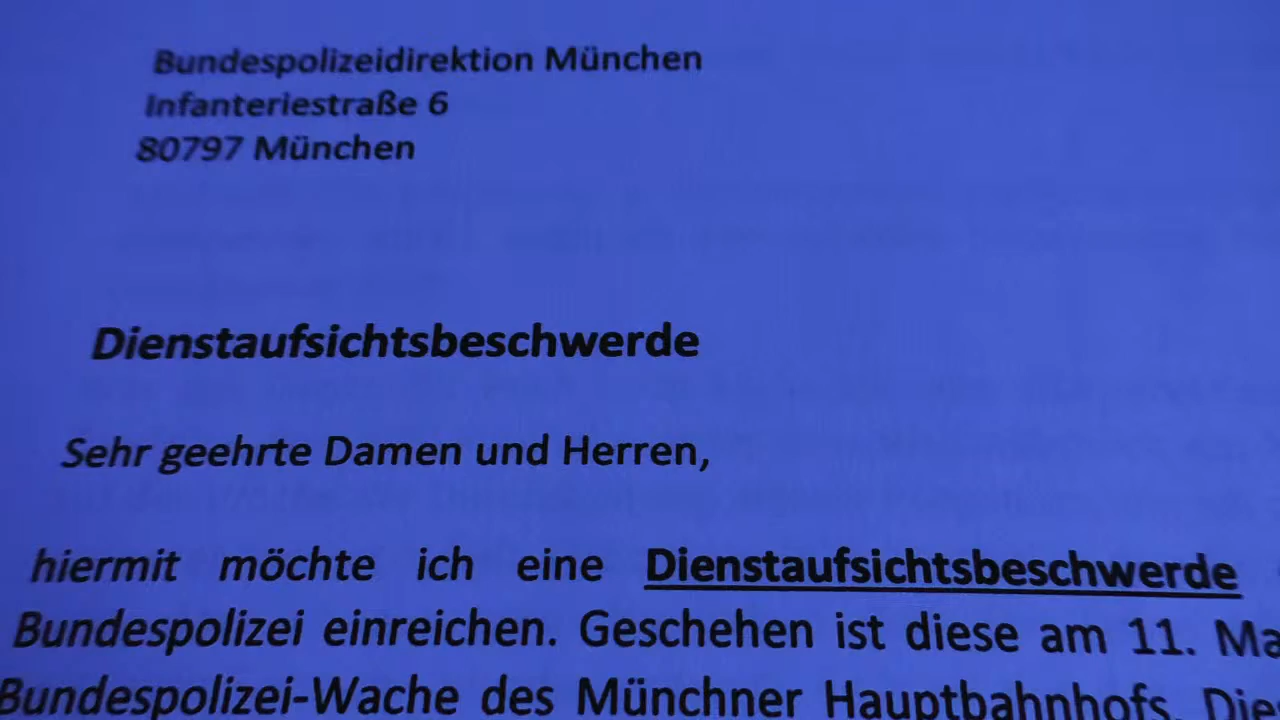 Bundespolizeidirektion München
Infanteriestraße 6
80797 München
Dienstaufsichtsbeschwerde
Sehr geehrte Damen und Herren,
hiermit möchte ich eine Dienstaufsichtsbeschwerde
Bundespolizei einreichen. Geschehen ist diese am 11.
Bundespolizei-Wache des Münchner Hauptbahnhofs.